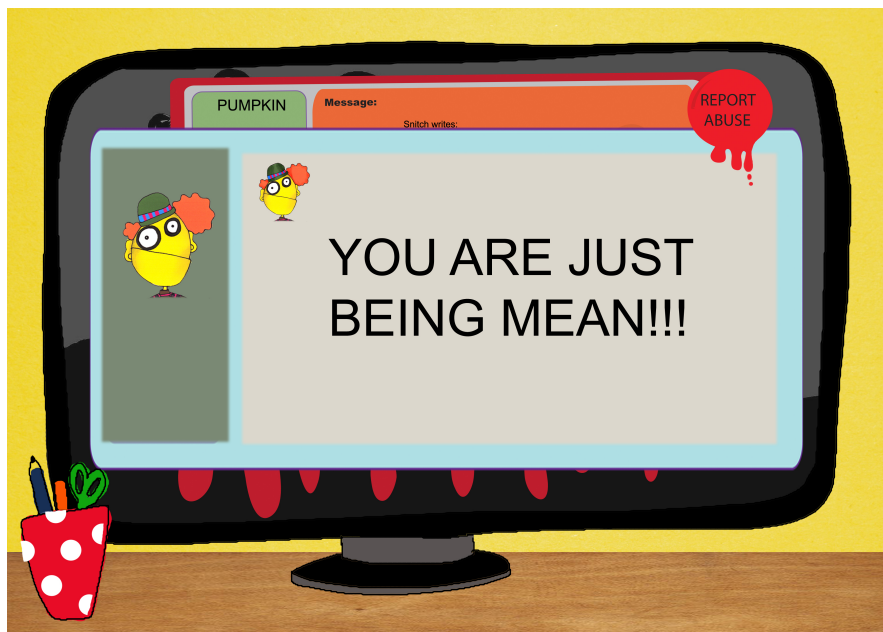 PUMPKIN
Message:
REPORT
ABUSE
Snitch writes:
YOU ARE JUST
BEING MEAN!!!